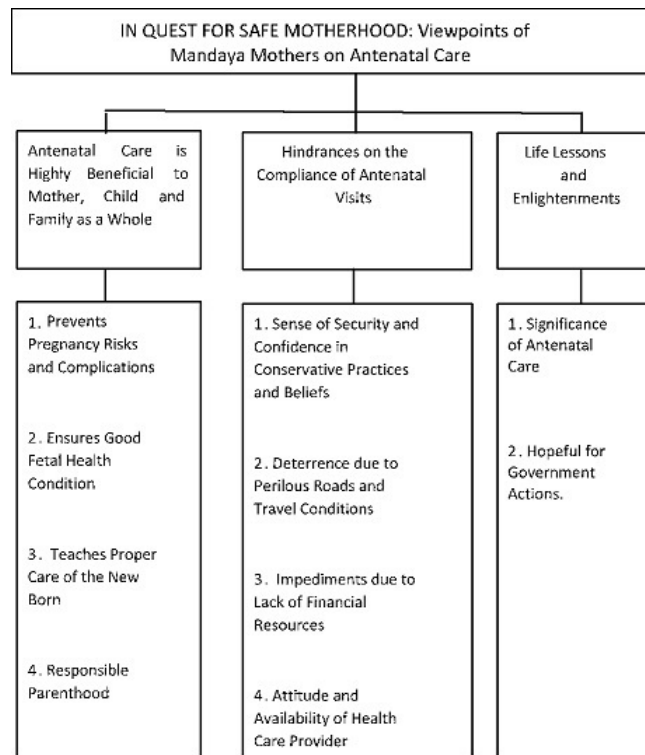 IN QUEST FOR SAFE MOTHERHOOD: Viewpoints of
Mandaya Mothers on Antenatal Care
Antenatal Care is
Highly Beneficial to
Mother, Child and
Family as a Whole
Hindrances on the
Compliance of Antenatal
Visits
Life Lessons
and
Enlightenments
1. Prevents
Pregnancy Risks
and Complications
2. Ensures Good
Fetal Health
Condition
3. Teaches Proper
Care of the New
Born
4. Responsible
Parenthood
1. Sense of Security and
Confidence in
Conservative Practices
and Beliefs
2. Deterrence due to
Perilous Roads and
Travel Conditions
3. Impediments due to
Lack of Financial
Resources
4. Attitude and
Availability of Health
Care Provider
1. Significance
of Antenatal
Care
2. Hopeful for
Government
Actions.